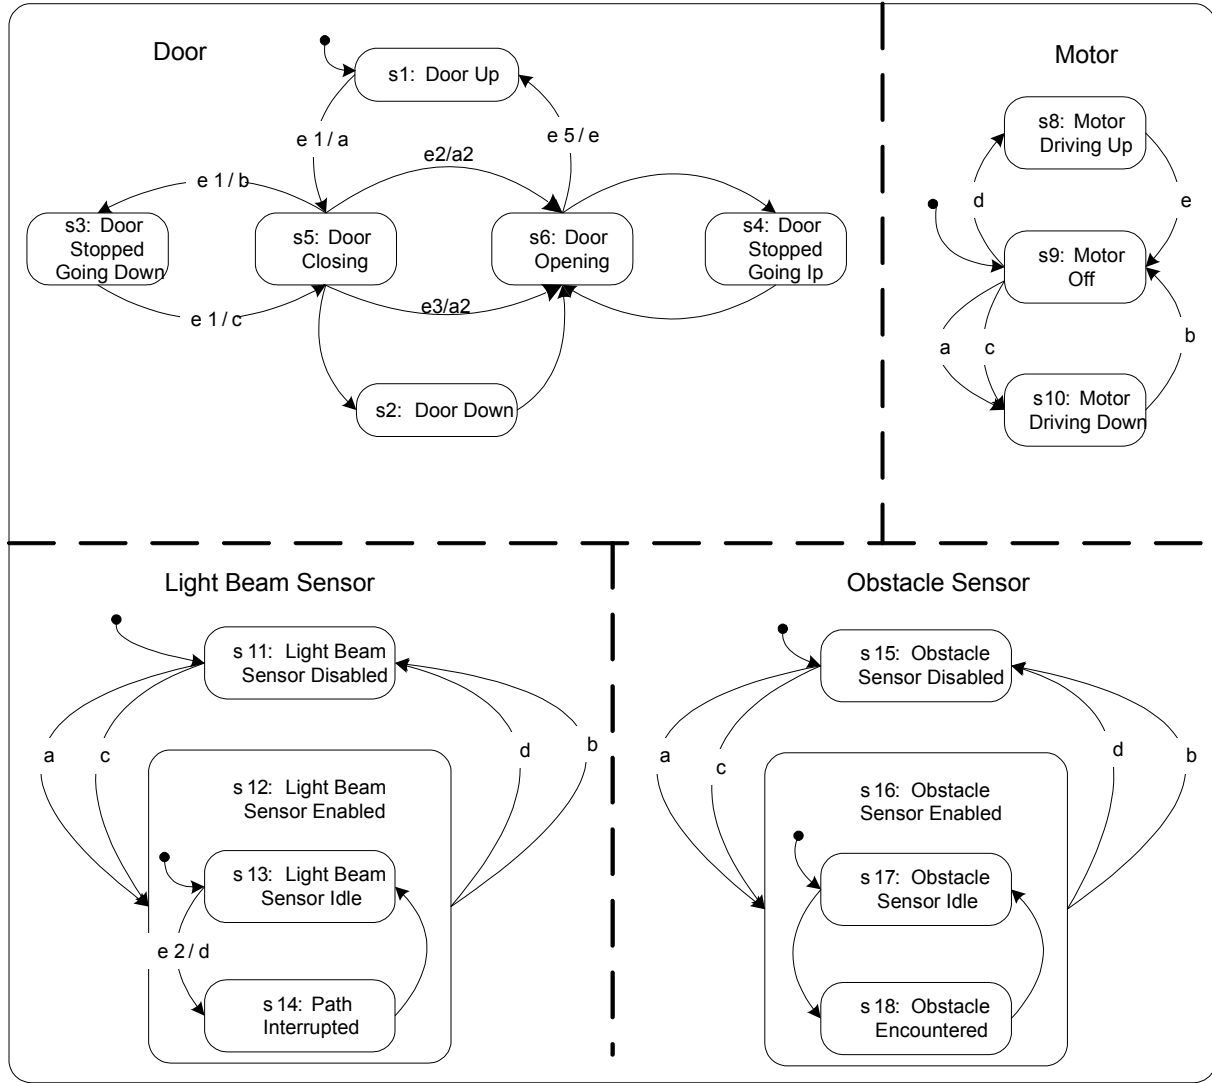 Door
Motor
s1: Door Up
s8: Motor
Driving Up
e 1 / a
e 5 / e
e2/a2
e 1 / b
d
e
s3: Door
Stopped
Going Down
s5: Door
Closing
s6: Door
Opening
s4: Door
Stopped
Going Ip
s9: Motor
Off
e 1 / c
e3/a2
a
c
b
s2: Door Down
s10: Motor
Driving Down
Light Beam Sensor
Obstacle Sensor
s 11: Light Beam
Sensor Disabled
s 15: Obstacle
Sensor Disabled
a
c
d
b
a
c
d
b
s 12: Light Beam
Sensor Enabled
s 16: Obstacle
Sensor Enabled
s 13: Light Beam
Sensor Idle
s 17: Obstacle
Sensor Idle
e 2 / d
s 14: Path
Interrupted
s 18: Obstacle
Encountered